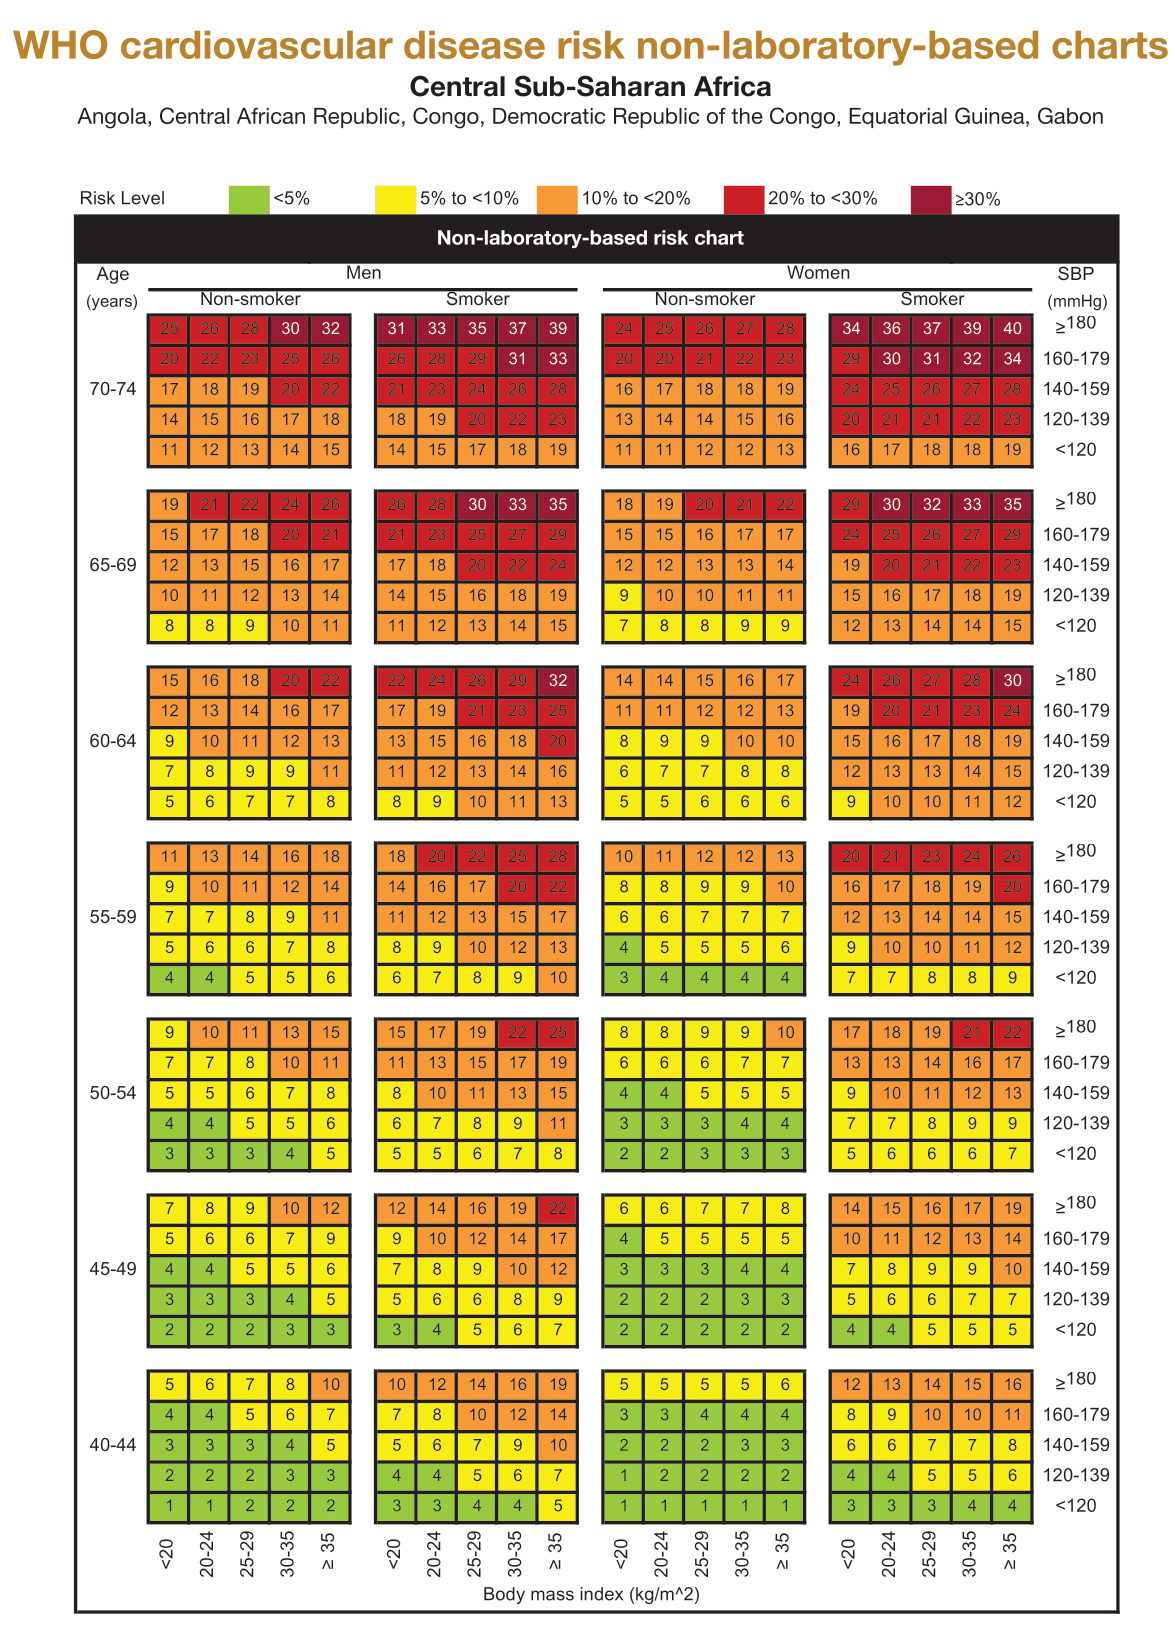 WHO cardiovascular disease risk non-laboratory-based charts
Central Sub-Saharan Africa
Angola, Central African Republic, Congo, Democratic Republic of the Congo, Equatorial Guinea, Gabon
Risk Level <5% 5% to <10% 10% to <20% 20% to <30% ≥30%
Non-laboratory-based risk chart
Age Men Women SBP
(years) Non-smoker Smoker Non-smoker Smoker (mmHg)
25 26 28 30 32 31 33 35 37 39 24 25 26 27 28 34 36 37 39 40 ≥180
20 22 23 25 26 26 28 29 31 33 20 20 21 22 23 29 30 31 32 34 160-179
70-74 17 18 19 20 22 21 23 24 26 28 16 17 18 18 19 24 25 26 27 28 140-159
14 15 16 17 18 18 19 20 22 23 13 14 14 15 16 20 21 21 22 23 120-139
11 12 13 14 15 14 15 17 18 19 11 11 12 12 13 16 17 18 18 19 <120
19 21 22 24 26 26 28 30 33 35 18 19 20 21 22 29 30 32 33 35 ≥180
15 17 18 20 21 21 23 25 27 29 15 15 16 17 17 24 25 26 27 29 160-179
65-69 12 13 15 16 17 17 18 20 22 24 12 12 13 13 14 19 20 21 22 23 140-159
10 11 12 13 14 14 15 16 18 19 9 10 10 11 11 15 16 17 18 19 120-139
8 8 9 10 11 11 12 13 14 15 7 8 8 9 9 12 13 14 14 15 <120
15 16 18 20 22 22 24 26 29 32 14 14 15 16 17 24 26 27 28 30 ≥180
12 13 14 16 17 17 19 21 23 25 11 11 12 12 13 19 20 21 23 24 160-179
60-64 9 10 11 12 13 13 15 16 18 20 8 9 9 10 10 15 16 17 18 19 140-159
7 8 9 9 11 11 12 13 14 16 6 7 7 8 8 12 13 13 14 15 120-139
5 6 7 7 8 8 9 10 11 13 5 5 6 6 6 9 10 10 11 12 <120
11 13 14 16 18 18 20 22 25 28 10 11 12 12 13 20 21 23 24 26 ≥180
9 10 11 12 14 14 16 17 20 22 8 8 9 9 10 16 17 18 19 20 160-179
55-59 7 7 8 9 11 11 12 13 15 17 6 6 7 7 7 12 13 14 14 15 140-159
5 6 6 7 8 8 9 10 12 13 4 5 5 5 6 9 10 10 11 12 120-139
4 4 5 5 6 6 7 8 9 10 3 4 4 4 4 7 7 8 8 9 <120
9 10 11 13 15 15 17 19 22 25 8 8 9 9 10 17 18 19 21 22 ≥180
7 7 8 10 11 11 13 15 17 19 6 6 6 7 7 13 13 14 16 17 160-179
50-54 5 5 6 7 8 8 10 11 13 15 4 4 5 5 5 9 10 11 12 13 140-159
4 4 5 5 6 6 7 8 9 11 3 3 3 4 4 7 7 8 9 9 120-139
3 3 3 4 5 5 5 6 7 8 2 2 3 3 3 5 6 6 6 7 <120
7 8 9 10 12 12 14 16 19 22 6 6 7 7 8 14 15 16 17 19 ≥180
5 6 6 7 9 9 10 12 14 17 4 5 5 5 5 10 11 12 13 14 160-179
45-49 4 4 5 5 6 7 8 9 10 12 3 3 3 4 4 7 8 9 9 10 140-159
3 3 3 4 5 5 6 6 8 9 2 2 2 3 3 5 6 6 7 7 120-139
2 2 2 3 3 3 4 5 6 7 2 2 2 2 2 4 4 5 5 5 <120
5 6 7 8 10 10 12 14 16 19 5 5 5 5 6 12 13 14 15 16 ≥180
4 4 5 6 7 7 8 10 12 14 3 3 4 4 4 8 9 10 10 11 160-179
40-44 3 3 3 4 5 5 6 7 9 10 2 2 2 3 3 6 6 7 7 8 140-159
2 2 2 3 3 4 4 5 6 7 1 2 2 2 2 4 4 5 5 6 120-139
1 1 2 2 2 3 3 4 4 5 1 1 1 1 1 3 3 3 4 4 <120
<20 20-24 25-29 30-35 ≥ 35 <20 20-24 25-29 30-35 ≥ 35 <20 20-24 25-29 30-35 ≥ 35 <20 20-24 25-29 30-35 ≥ 35
Body mass index (kg/m^2)